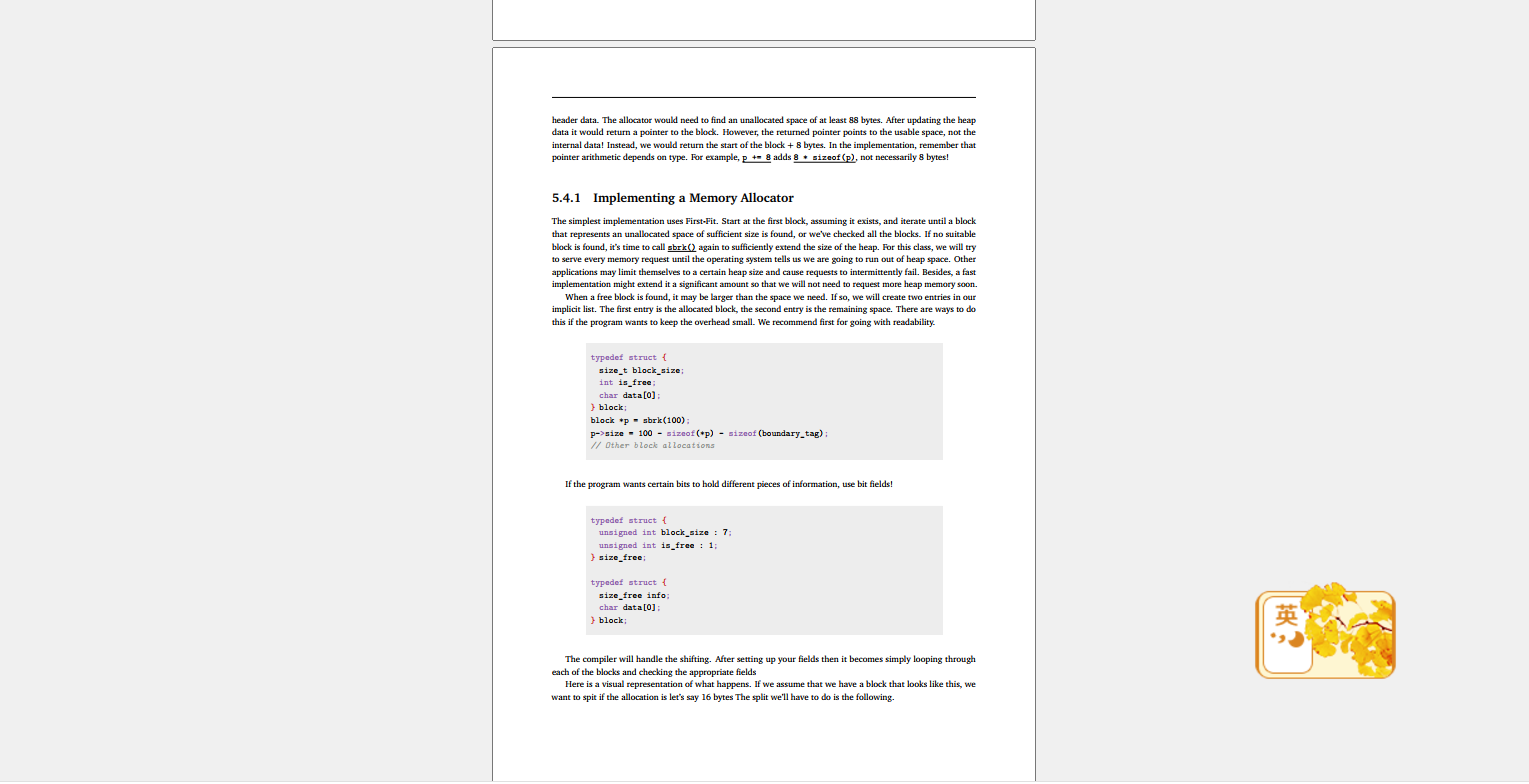 header data. The allocator would need to find an unallocated space of at least 88 bytes. After updating the heap
data it would return a pointer to the block. However, the returned pointer points to the usable space, not the
internal data! Instead, we would return the start of the block + 8 bytes. In the implementation, remember that
pointer arithmetic depends on type. For example, p += 8 adds 8 * sizeof(p), not necessarily 8 bytes!
5.4.1 Implementing a Memory Allocator
The simplest implementation uses First-Fit. Start at the first block, assuming it exists, and iterate until a block
that represents an unallocated space of sufficient size is found, or we've checked all the blocks. If no suitable
block is found, it's time to call sbrk() again to sufficiently extend the size of the heap. For this class, we will try
to serve every memory request until the operating system tells us we are going to run out of heap space. Other
applications may limit themselves to a certain heap size and cause requests to intermittently fail. Besides, a fast
implementation might extend it a significant amount so that we will not need to request more heap memory soon.
When a free block is found, it may be larger than the space we need. If so, we will create two entries in our
implicit list. The first entry is the allocated block, the second entry is the remaining space. There are ways to do
this if the program wants to keep the overhead small. We recommend first for going with readability.
typedef struct {
size_t block_size;
int is_free;
char data[0];
} block;
block *p = sbrk(100);
p->size = 100 - sizeof(*p) - sizeof(boundary_tag);
// Other block allocations
If the program wants certain bits to hold different pieces of information, use bit fields!
typedef struct {
unsigned int block_size : 7;
unsigned int is_free : 1;
} size_free;
typedef struct {
size_free info;
char data[0];
} block;
The compiler will handle the shifting. After setting up your fields then it becomes simply looping through
each of the blocks and checking the appropriate fields
Here is a visual representation of what happens. If we assume that we have a block that looks like this, we
want to spit if the allocation is let's say 16 bytes The split we'll have to do is the following.
英